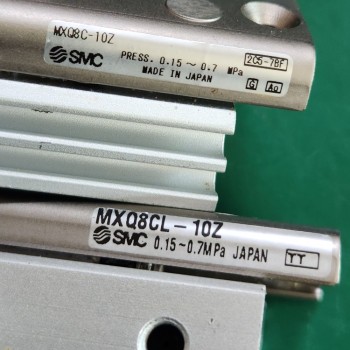 MXQ8C-10Z
SMC PRESS. 0.15 ~ 0.7 MPa 2C5-7BF
MADE IN JAPAN G Ao
MXQ8CL-10Z
SMC 0.15~0.7MPa JAPAN TT